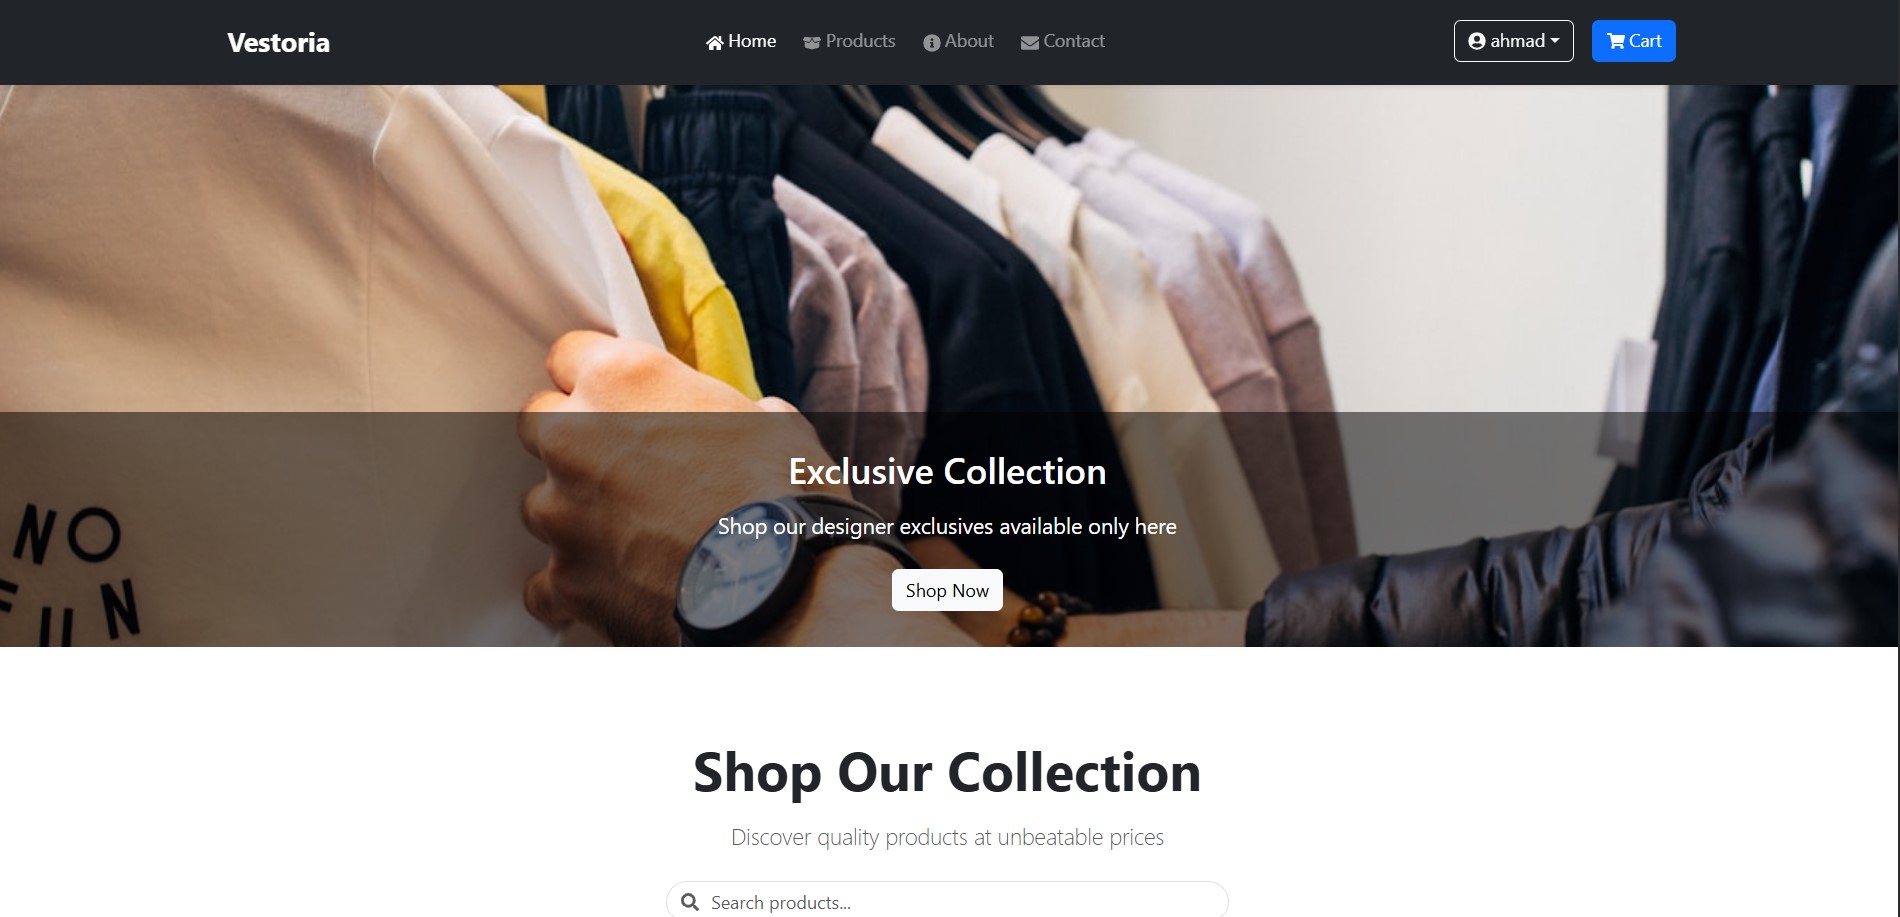 Vestoria
Home Products About Contact
ahmad Cart
NO
FUN
Exclusive Collection
Shop our designer exclusives available only here
Shop Now
Shop Our Collection
Discover quality products at unbeatable prices
Search products...